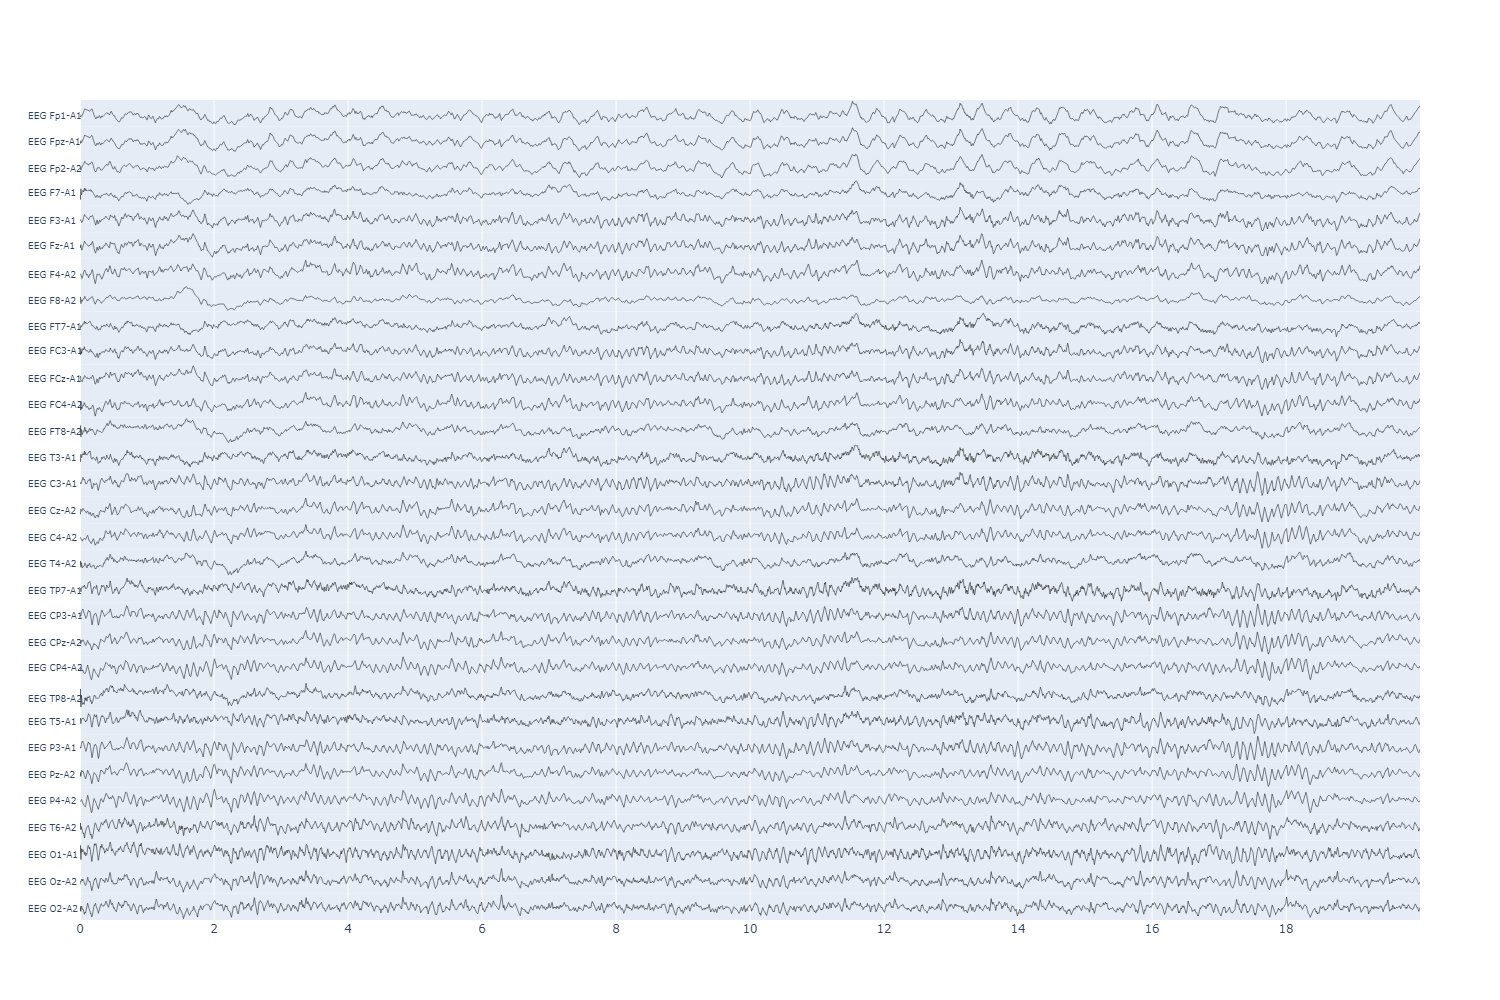 EEG Fp1-A1
EEG Fpz-A1
EEG Fp2-A2
EEG F7-A1
EEG F3-A1
EEG Fz-A1
EEG F4-A2
EEG F8-A2
EEG FT7-A1
EEG FC3-A1
EEG FCz-A1
EEG FC4-A2
EEG FT8-A2
EEG T3-A1
EEG C3-A1
EEG Cz-A2
EEG C4-A2
EEG T4-A2
EEG TP7-A1
EEG CP3-A1
EEG CPz-A2
EEG CP4-A2
EEG TP8-A2
EEG T5-A1
EEG P3-A1
EEG Pz-A2
EEG P4-A2
EEG T6-A2
EEG O1-A1
EEG Oz-A2
EEG O2-A2
0 2 4 6 8 10 12 14 16 18